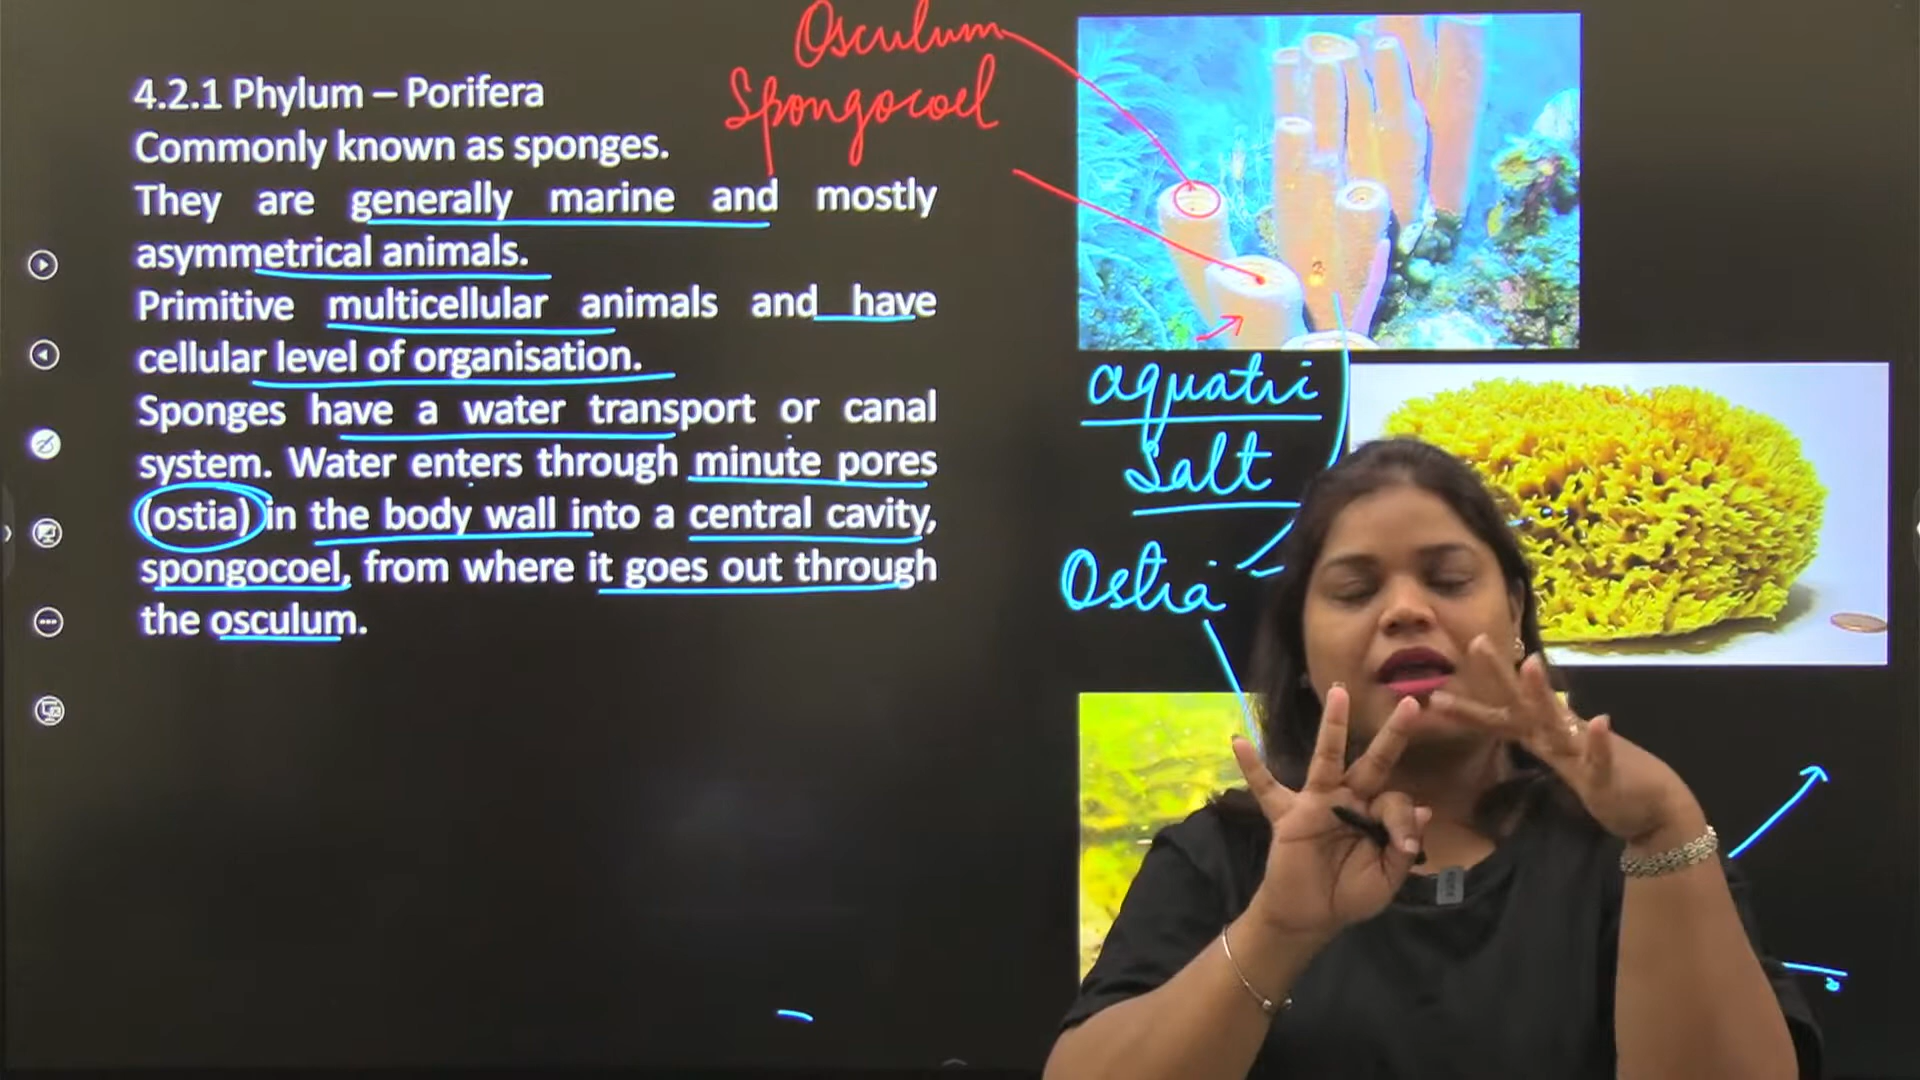 Osculum
Spongocoel
4.2.1 Phylum – Porifera
Commonly known as sponges.
They are generally marine and mostly
asymmetrical animals.
Primitive multicellular animals and have
cellular level of organisation.
Sponges have a water transport or canal
system. Water enters through minute pores
(ostia) in the body wall into a central cavity,
spongocoel, from where it goes out through
the osculum.
aquatic
Salt
Ostia